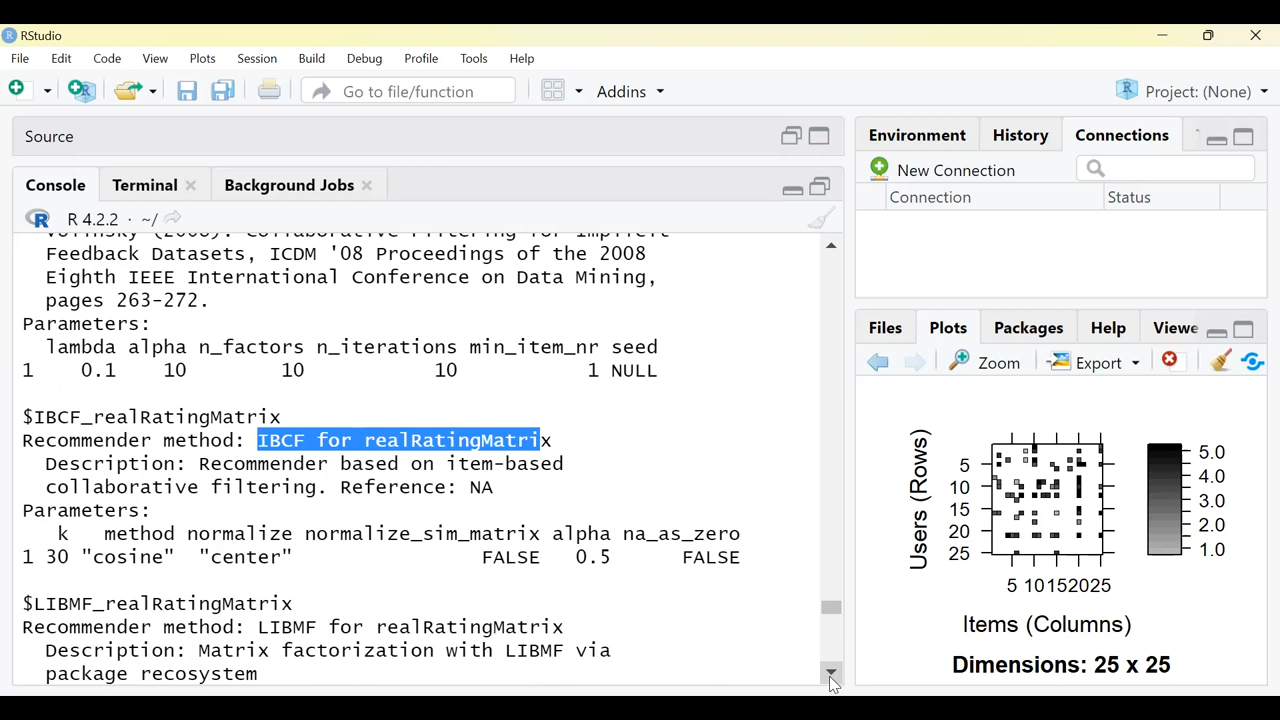 RStudio
File Edit Code View Plots Session Build Debug Profile Tools Help
Go to file/function
Addins
Project: (None)
Source
Console Terminal Background Jobs
R 4.2.2 · ~/
Feedback Datasets, ICDM '08 Proceedings of the 2008
Eighth IEEE International Conference on Data Mining,
pages 263-272.
Parameters:
lambda alpha n_factors n_iterations min_item_nr seed
1 0.1 10 10 10 1 NULL
$IBCF_realRatingMatrix
Recommender method: IBCF for realRatingMatrix
Description: Recommender based on item-based
collaborative filtering. Reference: NA
Parameters:
k method normalize normalize_sim_matrix alpha na_as_zero
1 30 "cosine" "center" FALSE 0.5 FALSE
$LIBMF_realRatingMatrix
Recommender method: LIBMF for realRatingMatrix
Description: Matrix factorization with LIBMF via
package recosystem
Environment History Connections
New Connection
Connection Status
Files Plots Packages Help Viewe
Zoom Export
Users (Rows)
5
10
15
20
25
5 10152025
Items (Columns)
Dimensions: 25 x 25
5.0
4.0
3.0
2.0
1.0